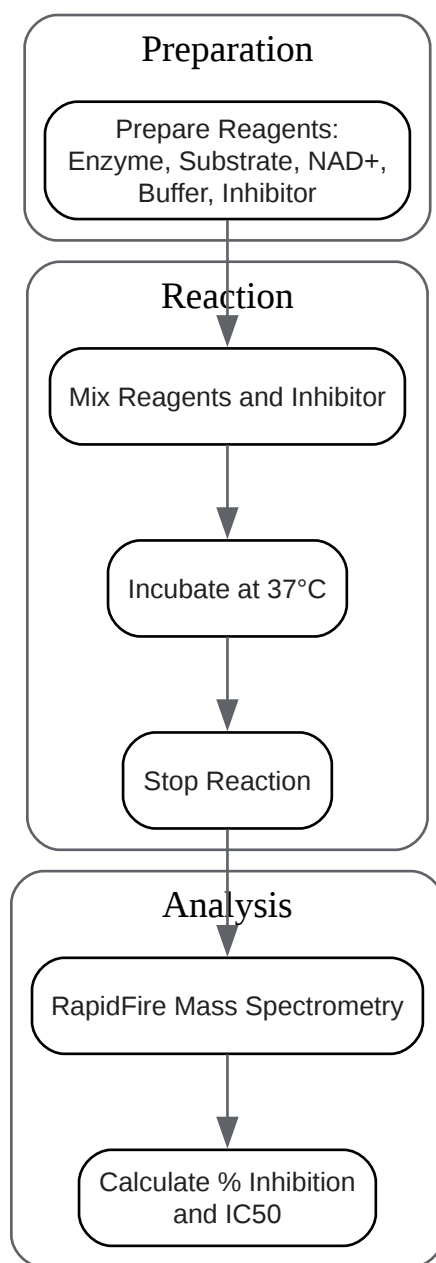 Preparation
Prepare Reagents:
Enzyme, Substrate, NAD+,
Buffer, Inhibitor
Reaction
Mix Reagents and Inhibitor
Incubate at 37°C
Stop Reaction
Analysis
RapidFire Mass Spectrometry
Calculate % Inhibition
and IC50